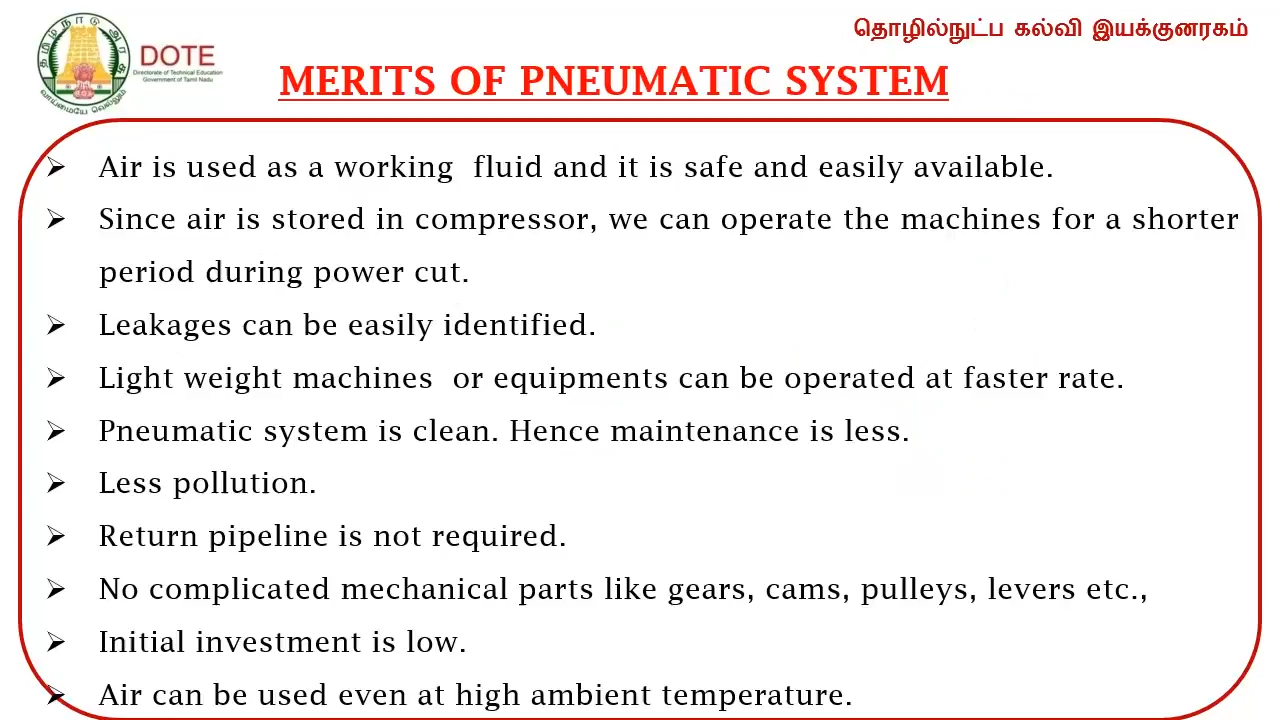 தொழில்நுட்ப கல்வி இயக்குனரகம்
தமிழ்நாடு அரசு
வாய்மையே வெல்லும்
DOTE
Directorate of Technical Education
Government of Tamil Nadu
MERITS OF PNEUMATIC SYSTEM
➢ Air is used as a working fluid and it is safe and easily available.
➢ Since air is stored in compressor, we can operate the machines for a shorter
period during power cut.
➢ Leakages can be easily identified.
➢ Light weight machines or equipments can be operated at faster rate.
➢ Pneumatic system is clean. Hence maintenance is less.
➢ Less pollution.
➢ Return pipeline is not required.
➢ No complicated mechanical parts like gears, cams, pulleys, levers etc.,
➢ Initial investment is low.
➢ Air can be used even at high ambient temperature.